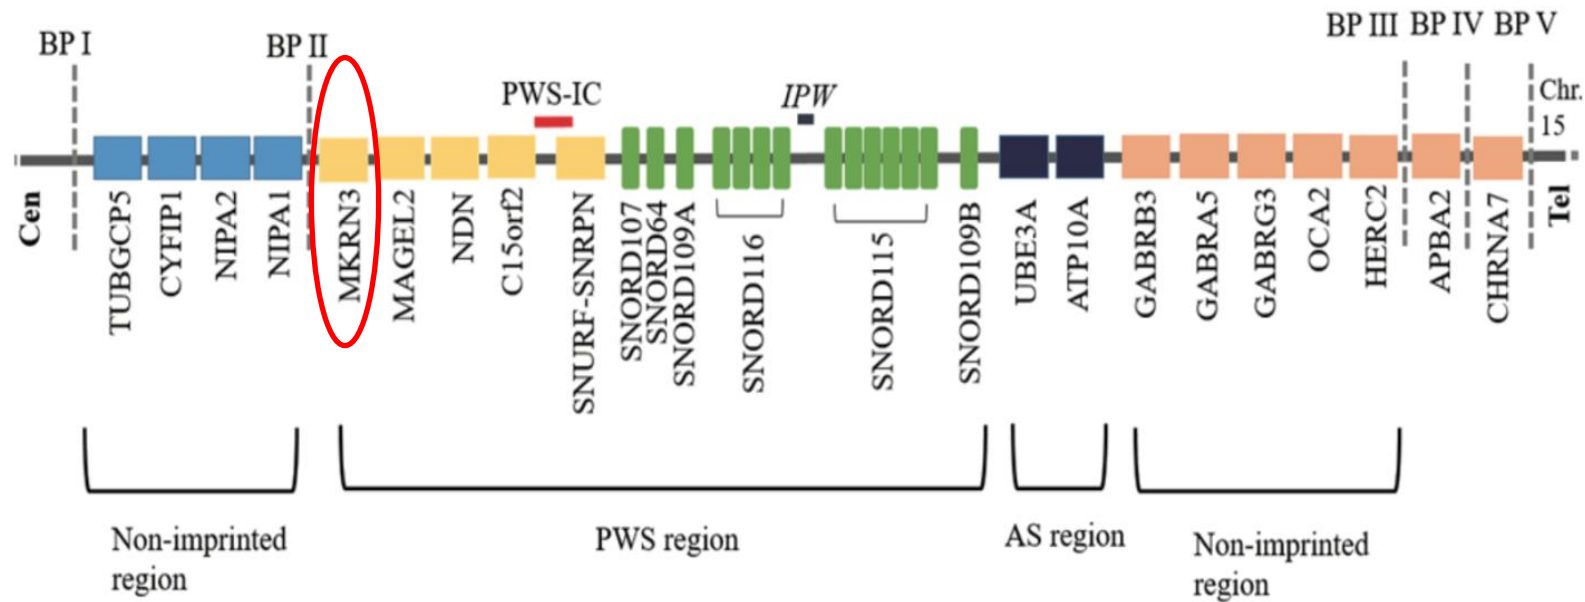 BP I
BP II
BP III
BP IV
BP V
PWS-IC
IPW
Chr.
15
Cen
TUBGCP5
CYFIP1
NIPA2
NIPA1
MKRN3
MAGEL2
NDN
C15orf2
SNURF-SNRPN
SNORD107
SNORD64
SNORD109A
SNORD116
SNORD115
SNORD109B
UBE3A
ATP10A
GABRB3
GABRA5
GABRG3
OCA2
HERC2
APBA2
CHRNA7
Tel
Non-imprinted
region
PWS region
AS region
Non-imprinted
region